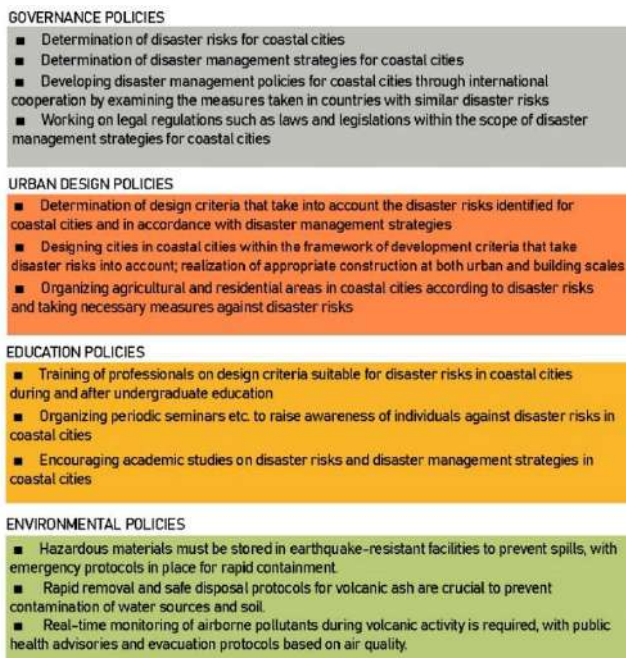 GOVERNANCE POLICIES
■ Determination of disaster risks for coastal cities
■ Determination of disaster management strategies for coastal cities
■ Developing disaster management policies for coastal cities through international
cooperation by examining the measures taken in countries with similar disaster risks
■ Working on legal regulations such as laws and legislations within the scope of disaster
management strategies for coastal cities
URBAN DESIGN POLICIES
■ Determination of design criteria that take into account the disaster risks identified for
coastal cities and in accordance with disaster management strategies
■ Designing cities in coastal cities within the framework of development criteria that take
disaster risks into account; realization of appropriate construction at both urban and building scales
■ Organizing agricultural and residential areas in coastal cities according to disaster risks
and taking necessary measures against disaster risks
EDUCATION POLICIES
■ Training of professionals on design criteria suitable for disaster risks in coastal cities
during and after undergraduate education
■ Organizing periodic seminars etc. to raise awareness of individuals against disaster risks in
coastal cities
■ Encouraging academic studies on disaster risks and disaster management strategies in
coastal cities
ENVIRONMENTAL POLICIES
■ Hazardous materials must be stored in earthquake-resistant facilities to prevent spills, with
emergency protocols in place for rapid containment.
■ Rapid removal and safe disposal protocols for volcanic ash are crucial to prevent
contamination of water sources and soil.
■ Real-time monitoring of airborne pollutants during volcanic activity is required, with public
health advisories and evacuation protocols based on air quality.